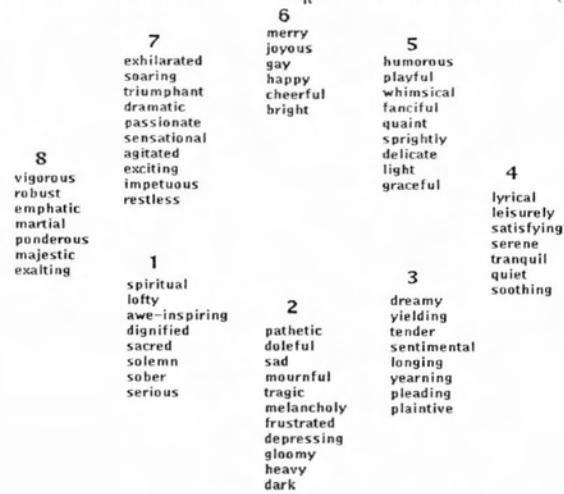 6
merry
joyous
gay
happy
cheerful
bright
7
exhilarated
soaring
triumphant
dramatic
passionate
sensational
agitated
exciting
impetuous
restless
5
humorous
playful
whimsical
fanciful
quaint
sprightly
delicate
light
graceful
8
vigorous
robust
emphatic
martial
ponderous
majestic
exalting
4
lyrical
leisurely
satisfying
serene
tranquil
quiet
soothing
1
spiritual
lofty
awe-inspiring
dignified
sacred
solemn
sober
serious
2
pathetic
doleful
sad
mournful
tragic
melancholy
frustrated
depressing
gloomy
heavy
dark
3
dreamy
yielding
tender
sentimental
longing
yearning
pleading
plaintive